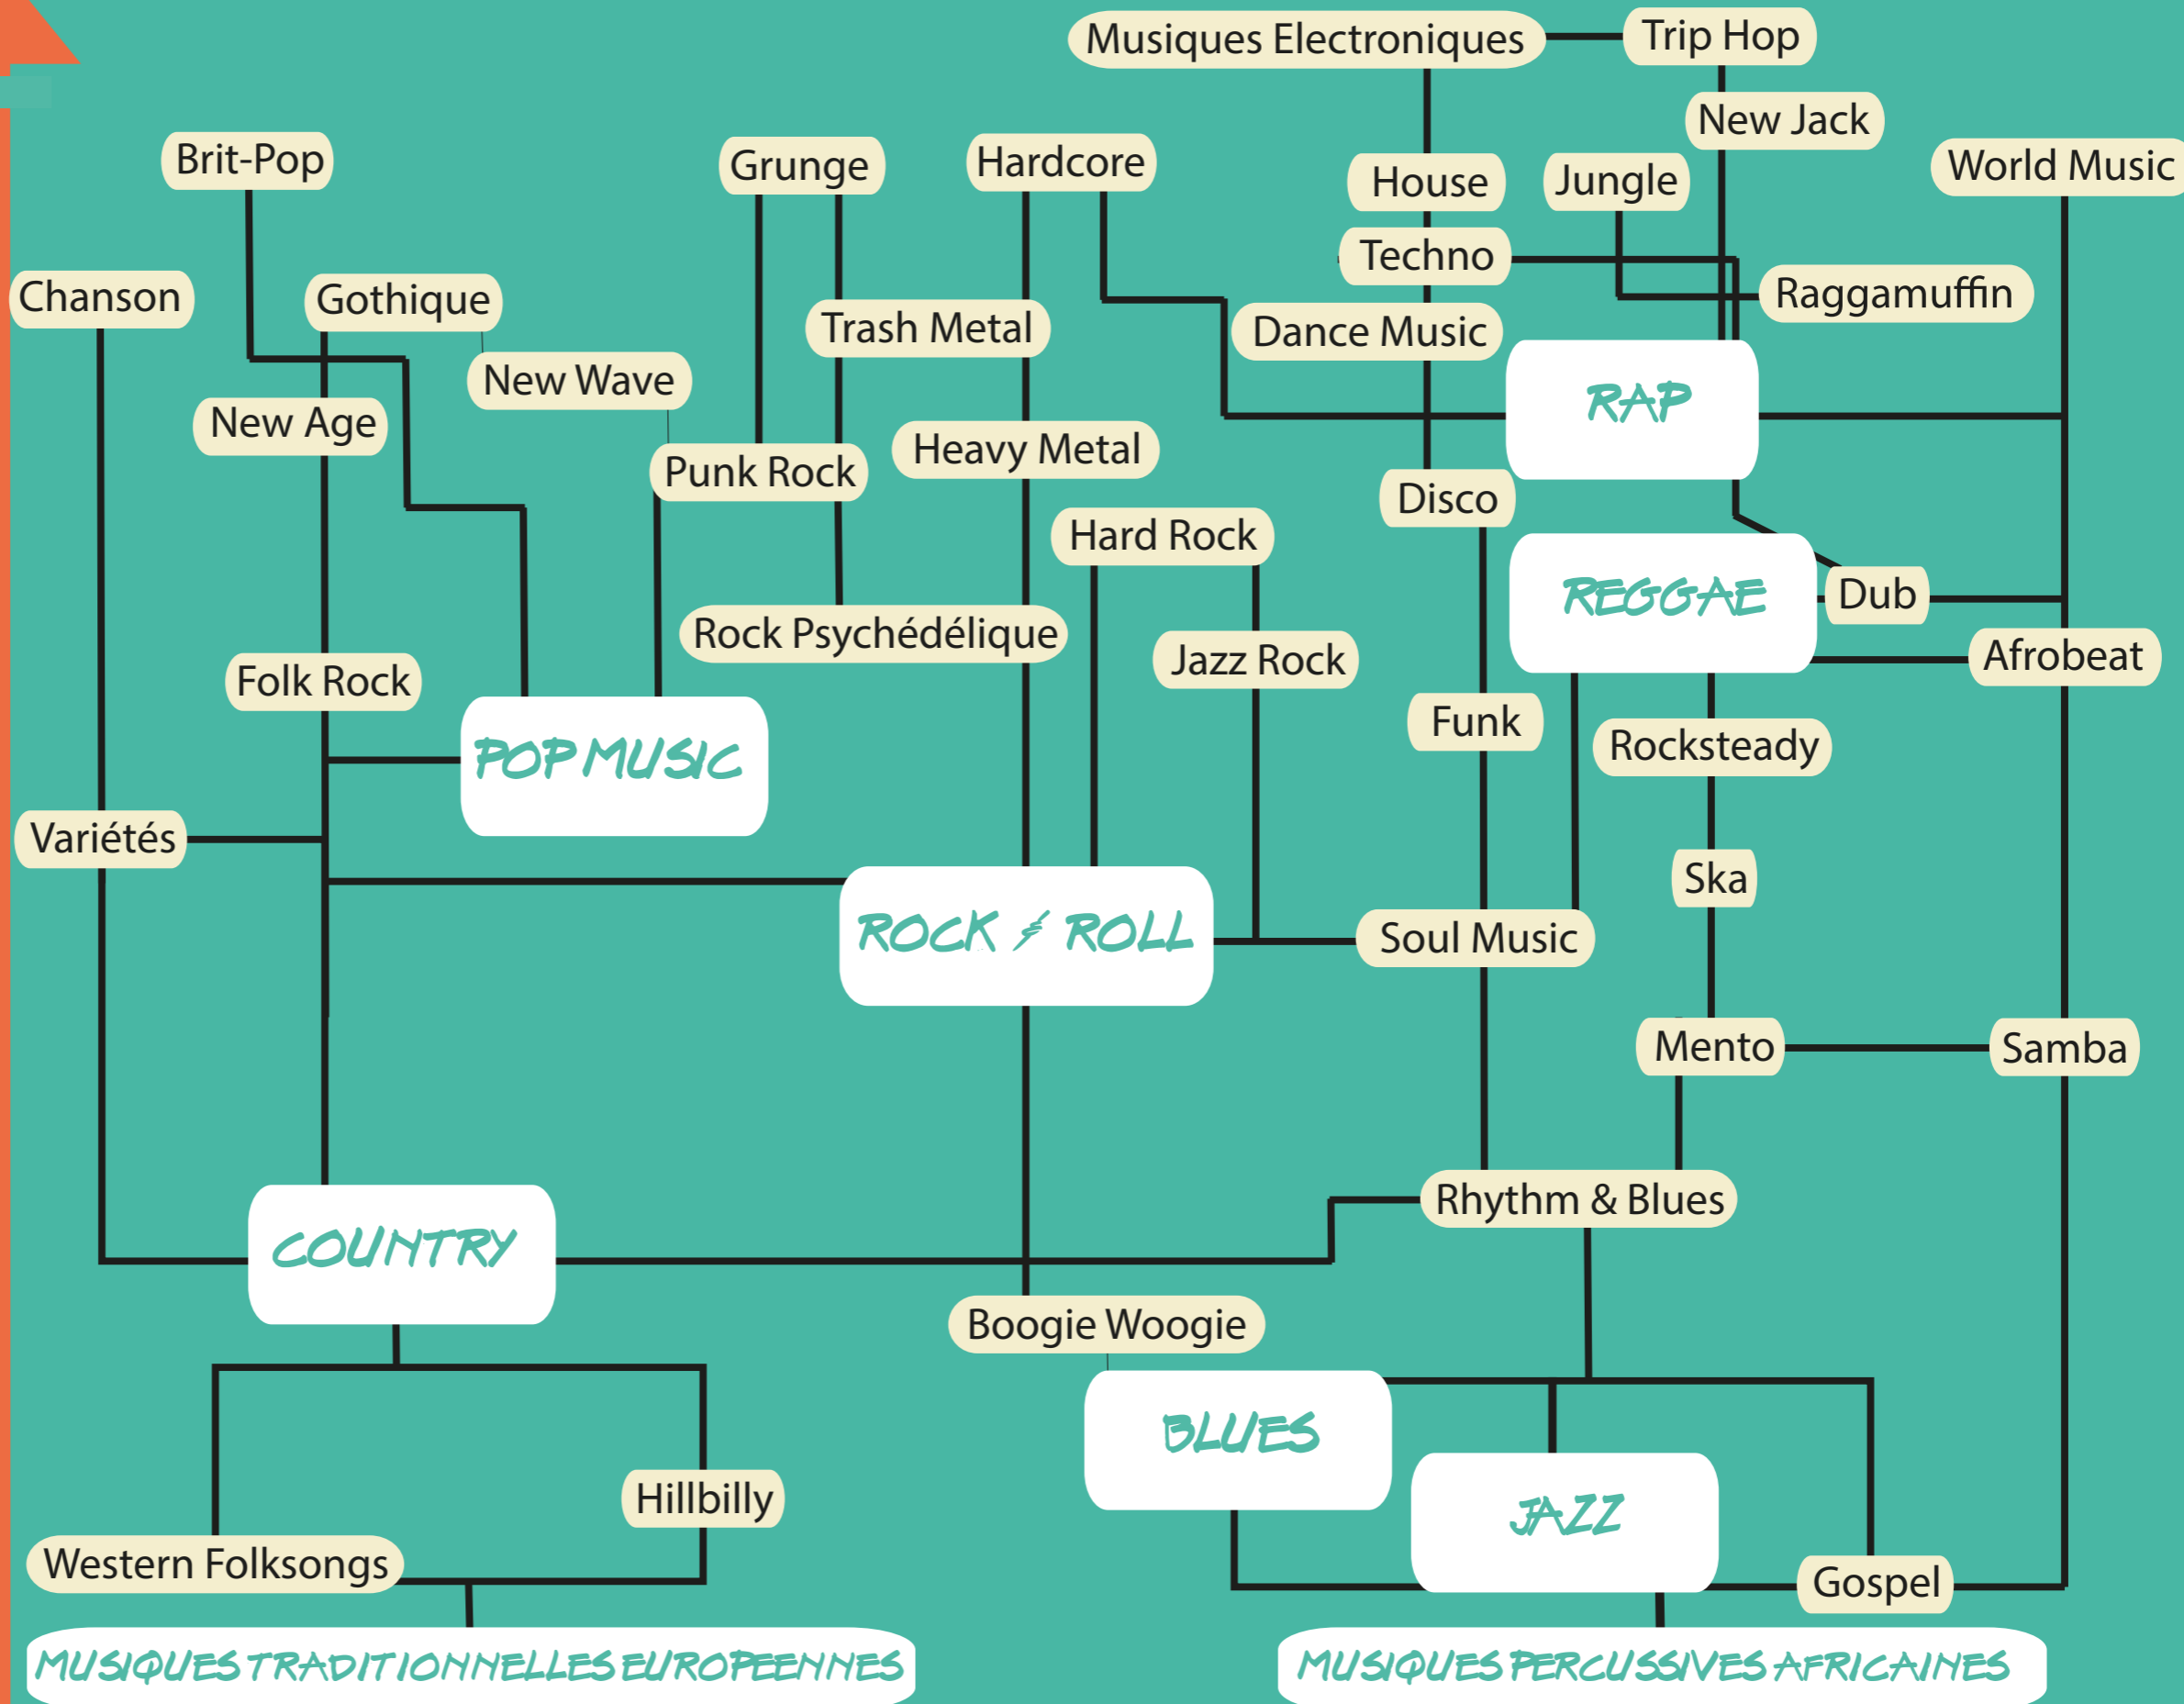 Musiques Electroniques
Trip Hop
New Jack
Brit-Pop
Grunge
Hardcore
House
Jungle
World Music
Techno
Chanson
Gothique
Raggamuffin
Trash Metal
Dance Music
New Wave
RAP
New Age
Heavy Metal
Punk Rock
Disco
Hard Rock
REGGAE
Dub
Rock Psychédélique
Jazz Rock
Afrobeat
Folk Rock
Funk
Rocksteady
POP MUSIC
Variétés
Ska
ROCK & ROLL
Soul Music
Mento
Samba
Rhythm & Blues
COUNTRY
Boogie Woogie
BLUES
Hillbilly
JAZZ
Western Folksongs
Gospel
MUSIQUES TRADITIONNELLES EUROPEENNES
MUSIQUES PERCUSSIVES AFRICAINES